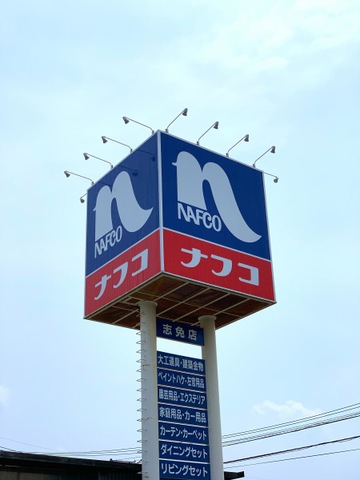 NAFCO
ナフコ
NAFCO
ナフコ
志免店
大工道具・建築金物
ペイントハケ・左官用品
園芸用品・エクステリア
家庭用品・カー用品
カーテン・カーペット
ダイニングセット
リビングセット